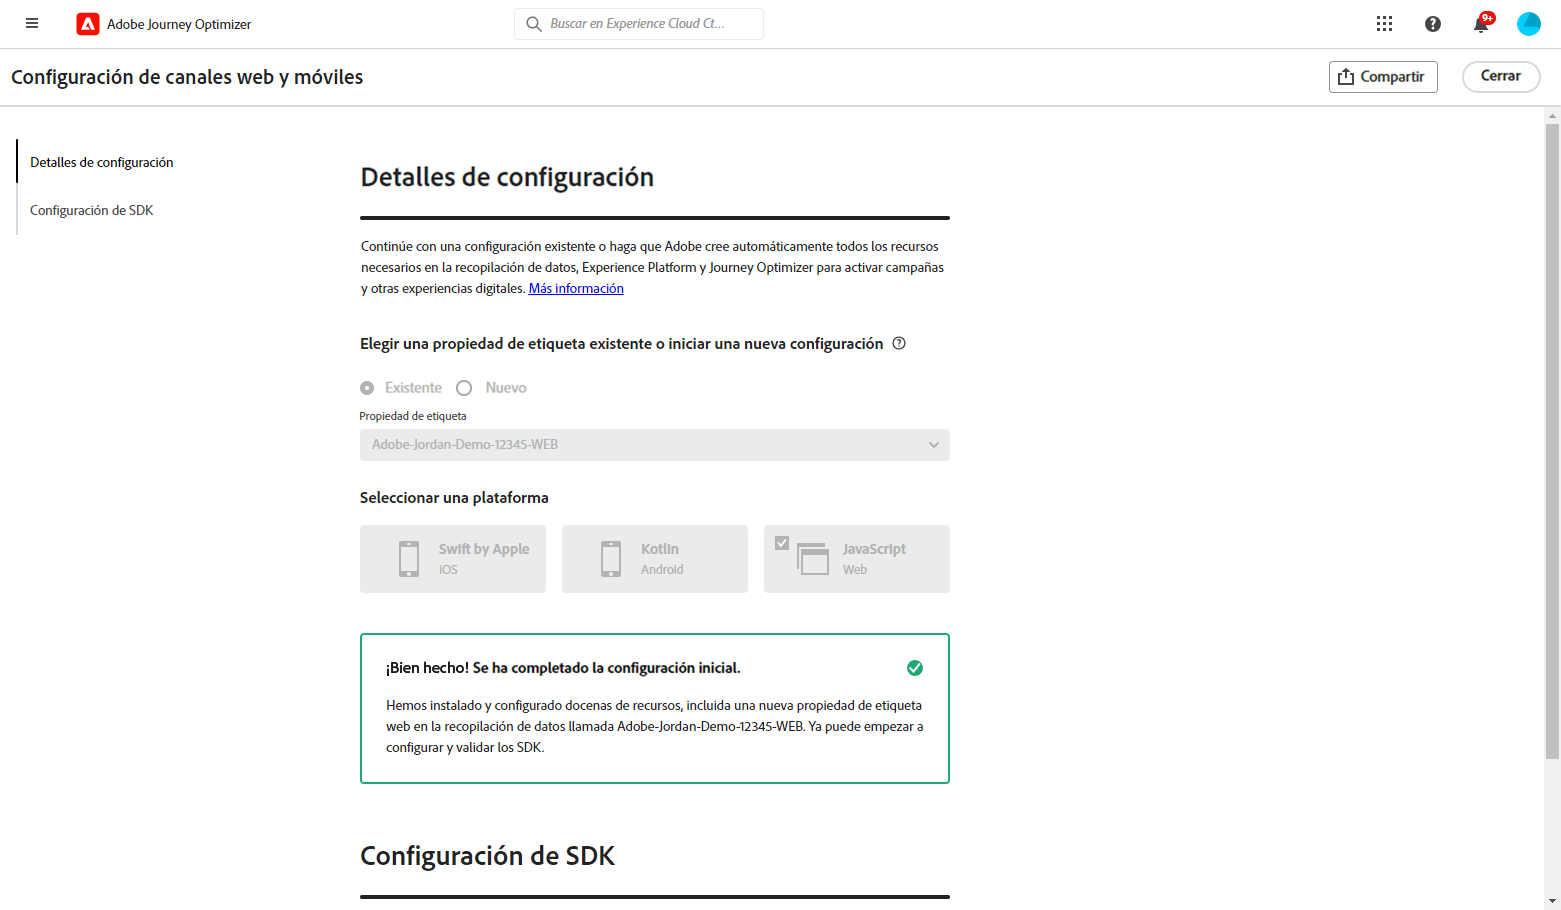 Adobe Journey Optimizer
Buscar en Experience Cloud Ct...
9+
Configuración de canales web y móviles
Compartir
Cerrar
Detalles de configuración
Configuración de SDK
Detalles de configuración
Continúe con una configuración existente o haga que Adobe cree automáticamente todos los recursos
necesarios en la recopilación de datos, Experience Platform y Journey Optimizer para activar campañas
y otras experiencias digitales. Más información
Elegir una propiedad de etiqueta existente o iniciar una nueva configuración
Existente
Nuevo
Propiedad de etiqueta
Adobe-Jordan-Demo-12345-WEB
Seleccionar una plataforma
Swift by Apple
iOS
Kotlin
Android
JavaScript
Web
¡Bien hecho! Se ha completado la configuración inicial.
Hemos instalado y configurado docenas de recursos, incluida una nueva propiedad de etiqueta
web en la recopilación de datos llamada Adobe-Jordan-Demo-12345-WEB. Ya puede empezar a
configurar y validar los SDK.
Configuración de SDK